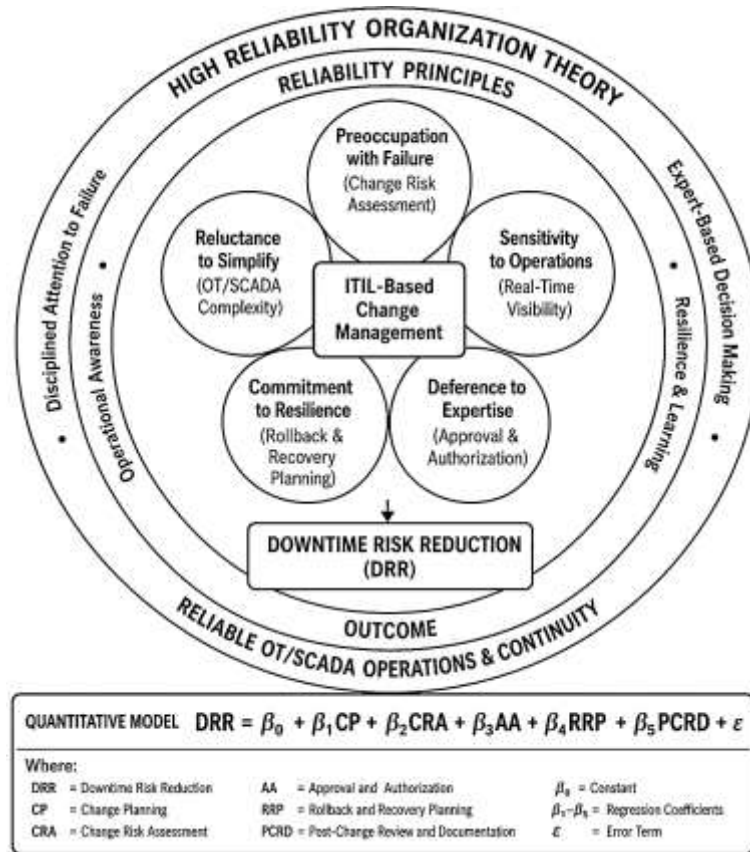 HIGH RELIABILITY ORGANIZATION THEORY
RELIABILITY PRINCIPLES
Disciplined Attention to Failure
Operational Awareness
Expert-Based Decision Making
Resilience & Learning
Preoccupation
with Failure
(Change Risk
Assessment)
Reluctance
to Simplify
(OT/SCADA
Complexity)
Sensitivity
to Operations
(Real-Time
Visibility)
ITIL-Based
Change
Management
Commitment
to Resilience
(Rollback &
Recovery
Planning)
Deference to
Expertise
(Approval &
Authorization)
DOWNTIME RISK REDUCTION
(DRR)
OUTCOME
RELIABLE OT/SCADA OPERATIONS & CONTINUITY
QUANTITATIVE MODEL DRR = β₀ + β₁CP + β₂CRA + β₃AA + β₄RRP + β₅PCRD + ε
Where:
DRR = Downtime Risk Reduction
CP = Change Planning
CRA = Change Risk Assessment
AA = Approval and Authorization
RRP = Rollback and Recovery Planning
PCRD = Post-Change Review and Documentation
β₀ = Constant
β₁–β₅ = Regression Coefficients
ε = Error Term